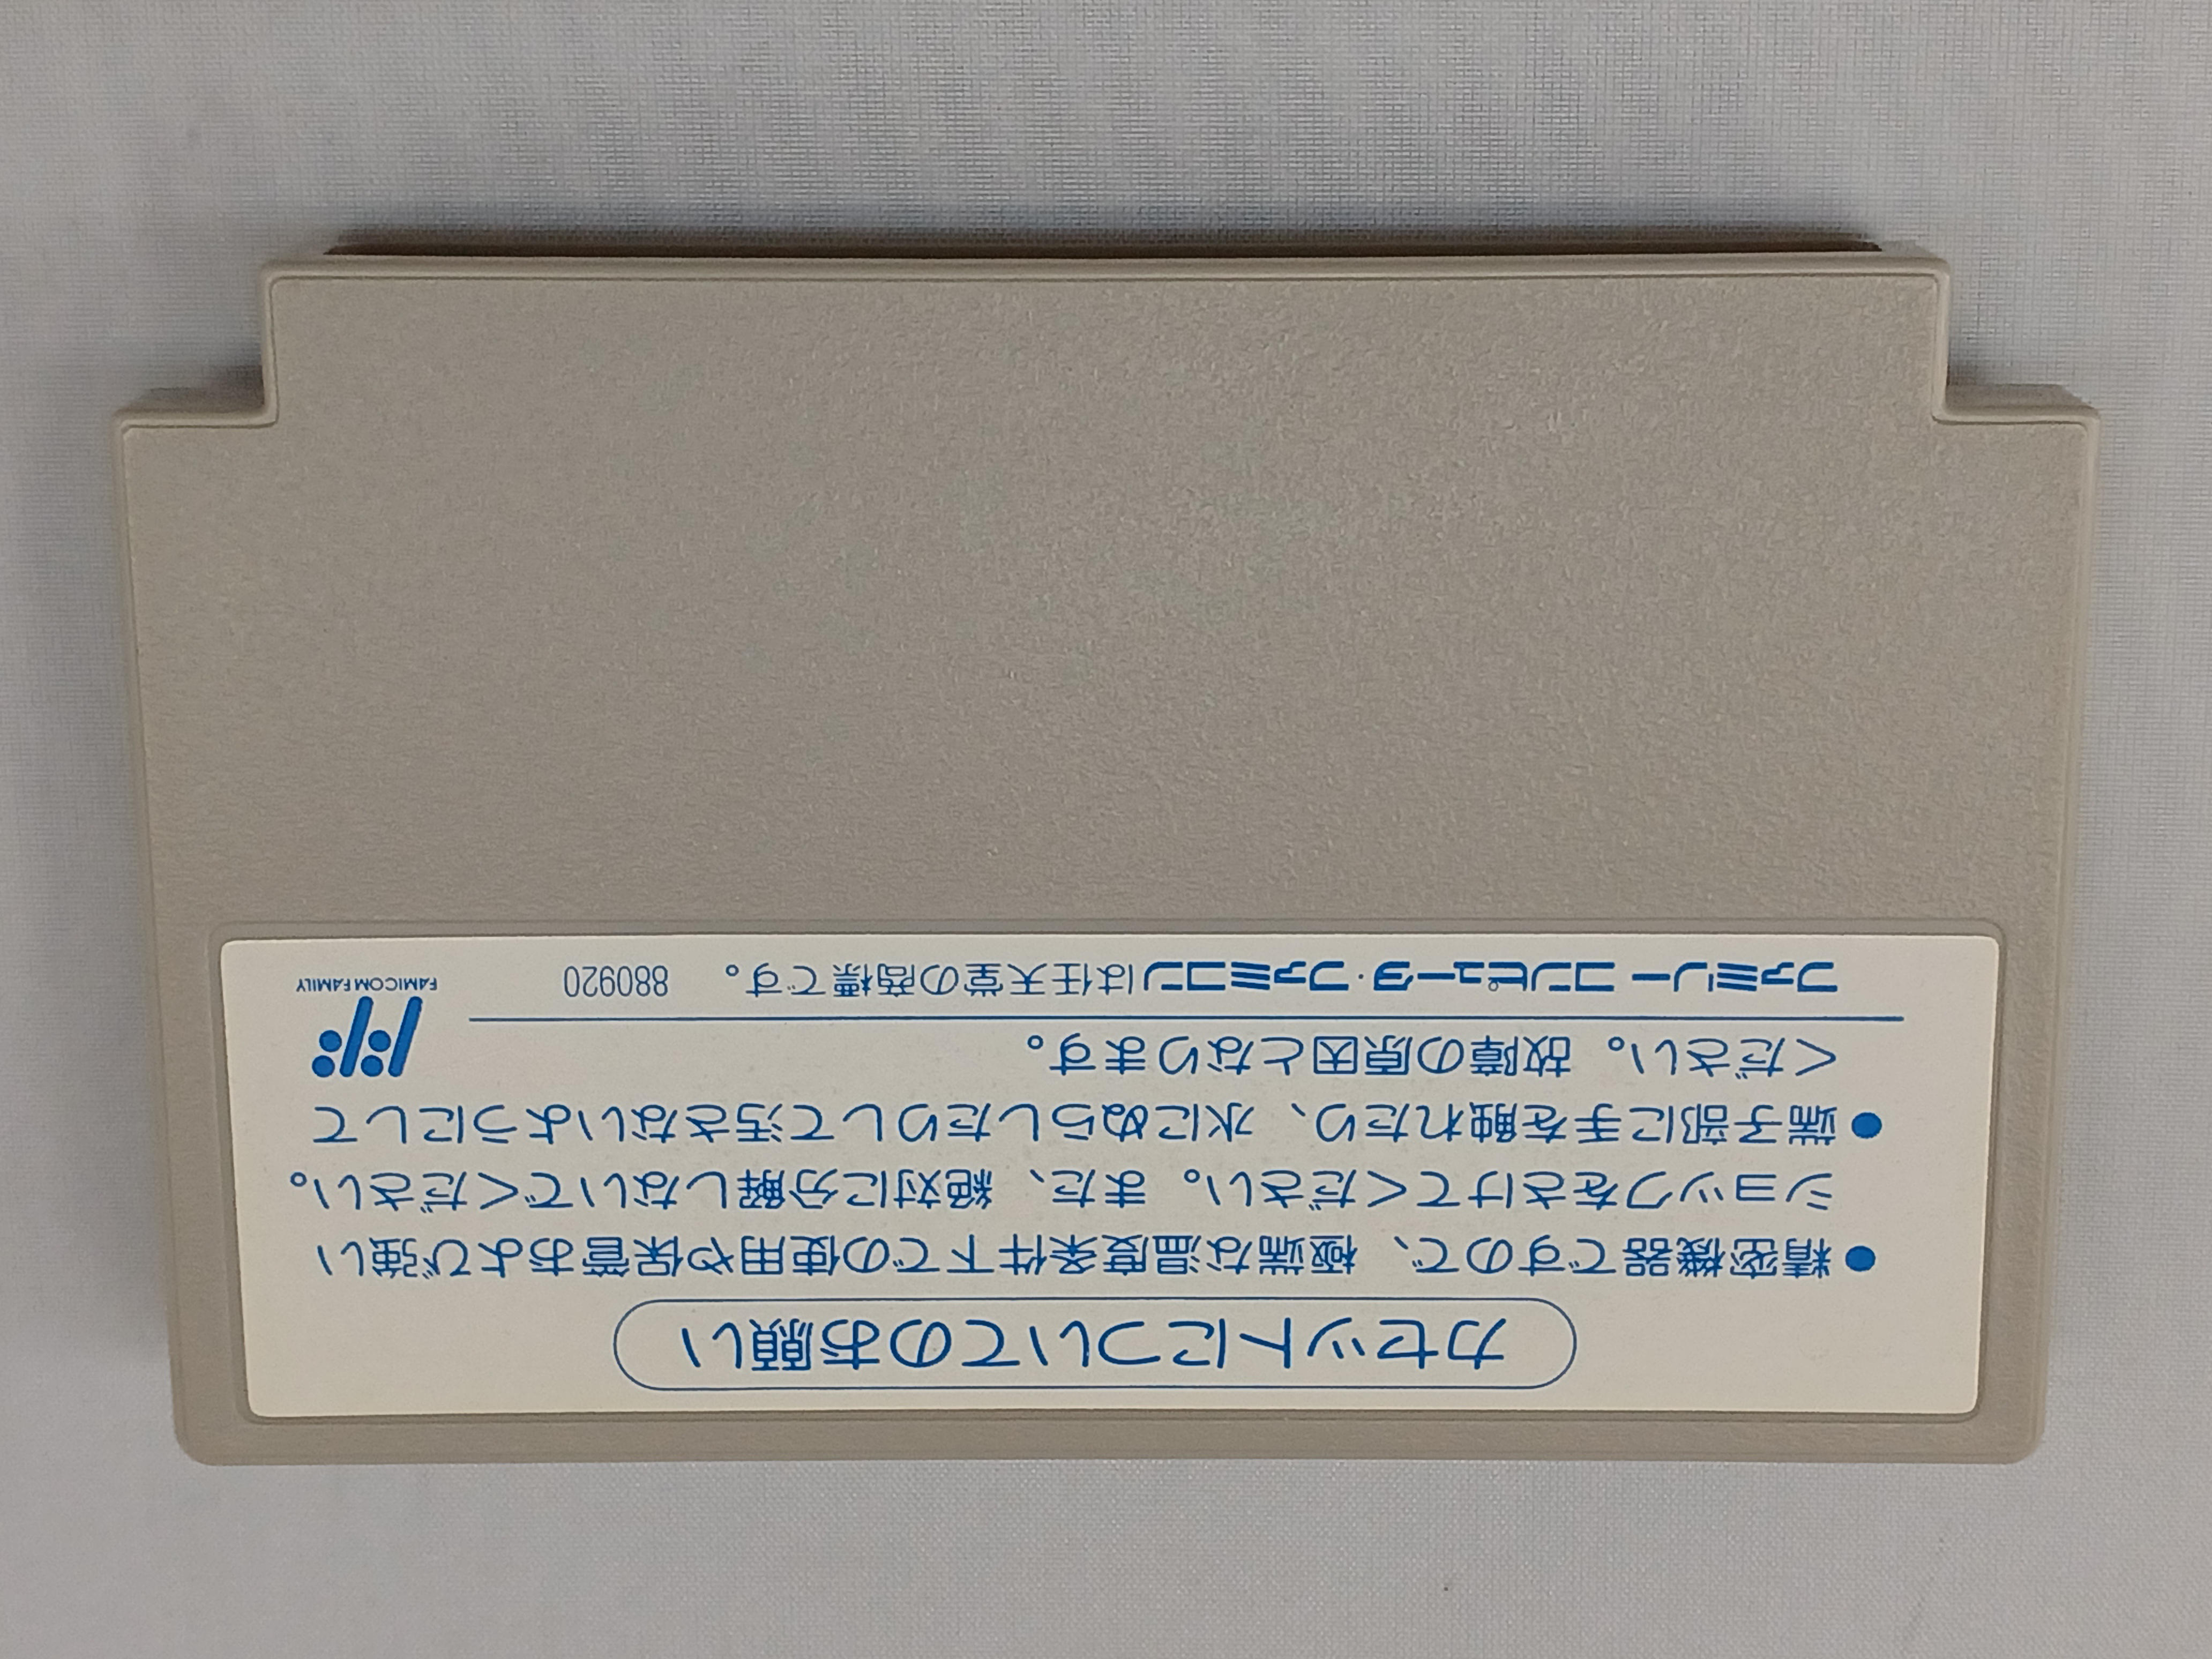 カセットについてのお願い
●精密機器ですので、極端な温度条件下での使用や保管および強い
ショックをさけてください。また、絶対に分解しないでください。
●端子部に手を触れたり、水にぬらしたりして汚さないようにして
ください。故障の原因となります。
ファミリーコンピュータ・ファミコンは任天堂の商標です。 880920
FAMICOM FAMILY